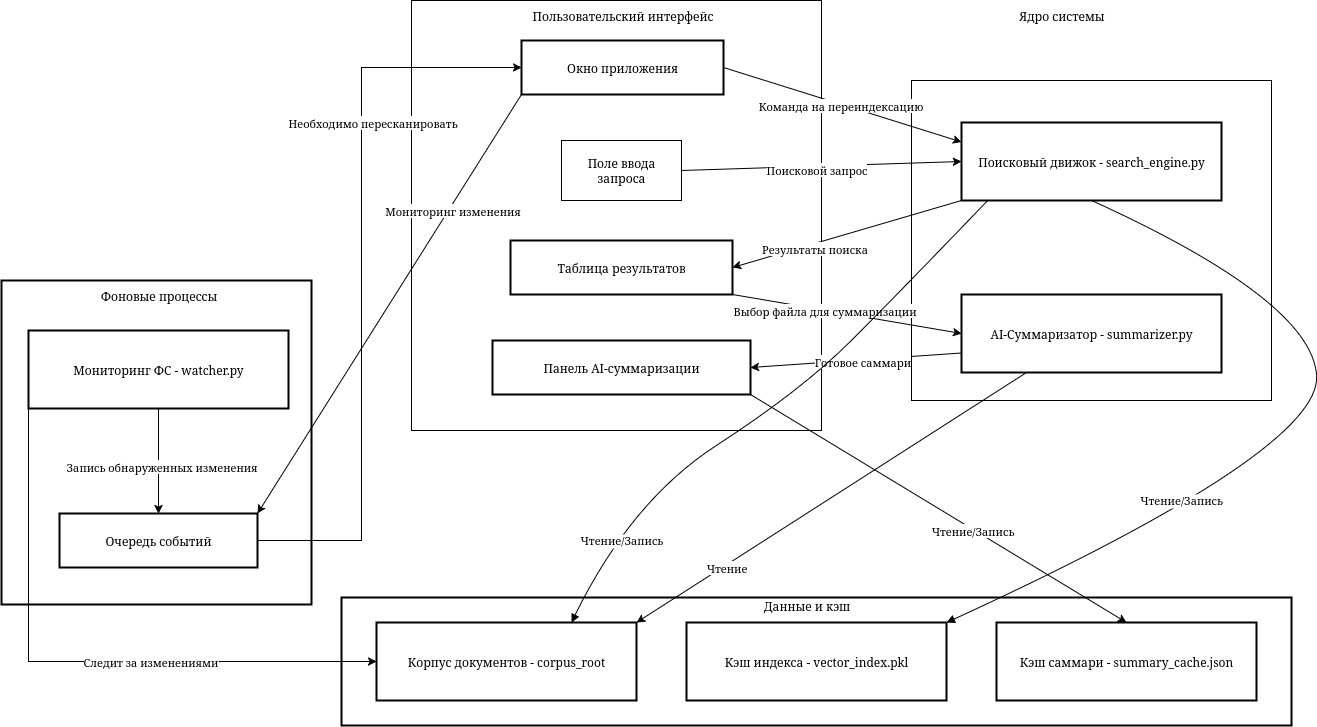 Пользовательский интерфейс
Ядро системы
Окно приложения
Команда на переиндексацию
Необходимо пересканировать
Поле ввода
запроса
Поисковой запрос
Поисковый движок - search_engine.py
Мониторинг изменения
Результаты поиска
Таблица результатов
Фоновые процессы
Выбор файла для суммаризации
AI-Суммаризатор - summarizer.py
Готовое саммари
Мониторинг ФС - watcher.py
Панель AI-суммаризации
Запись обнаруженных изменения
Чтение/Запись
Чтение/Запись
Очередь событий
Чтение/Запись
Чтение
Данные и кэш
Следит за изменениями
Корпус документов - corpus_root
Кэш индекса - vector_index.pkl
Кэш саммари - summary_cache.json